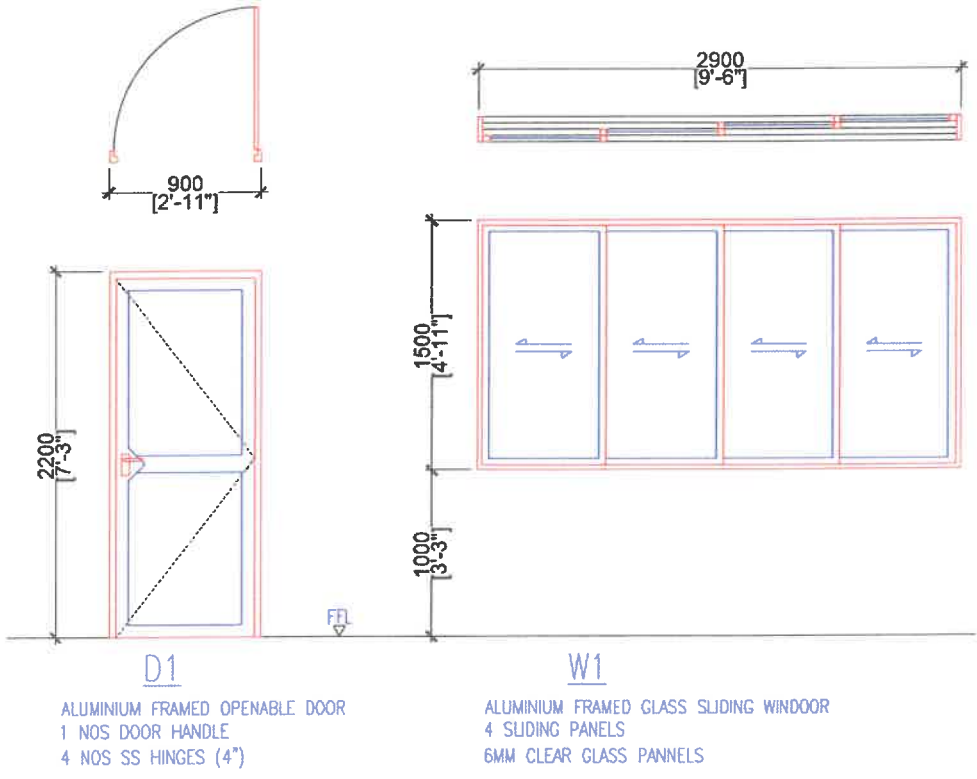 900
[2'-11"]
2900
[9'-6"]
2200
[7'-3"]
1500
[4'-11"]
1000
[3'-3"]
FFL
D1
ALUMINIUM FRAMED OPENABLE DOOR
1 NOS DOOR HANDLE
4 NOS SS HINGES (4")
W1
ALUMINIUM FRAMED GLASS SLIDING WINDOOR
4 SLIDING PANELS
6MM CLEAR GLASS PANNELS